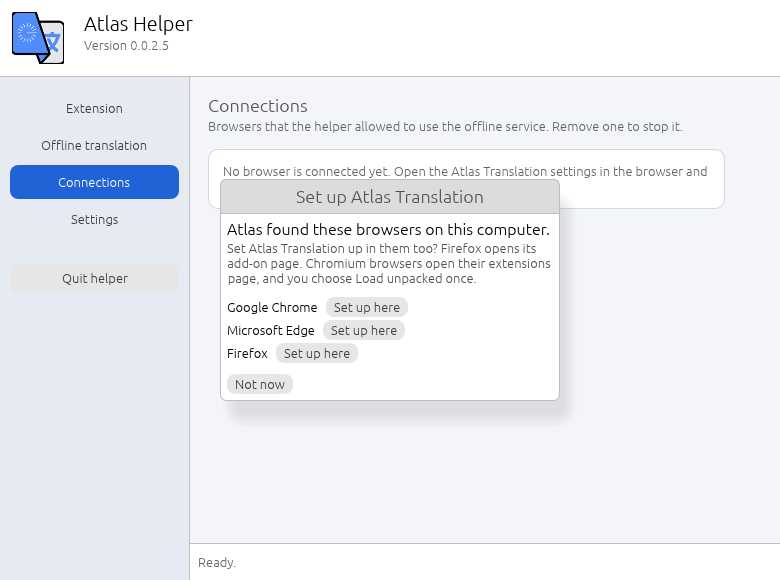 Atlas Helper
Version 0.0.2.5
Extension
Offline translation
Connections
Settings
Quit helper
Connections
Browsers that the helper allowed to use the offline service. Remove one to stop it.
No browser is connected yet. Open the Atlas Translation settings in the browser and
Set up Atlas Translation
Atlas found these browsers on this computer.
Set Atlas Translation up in them too? Firefox opens its
add-on page. Chromium browsers open their extensions
page, and you choose Load unpacked once.
Google Chrome Set up here
Microsoft Edge Set up here
Firefox Set up here
Not now
Ready.